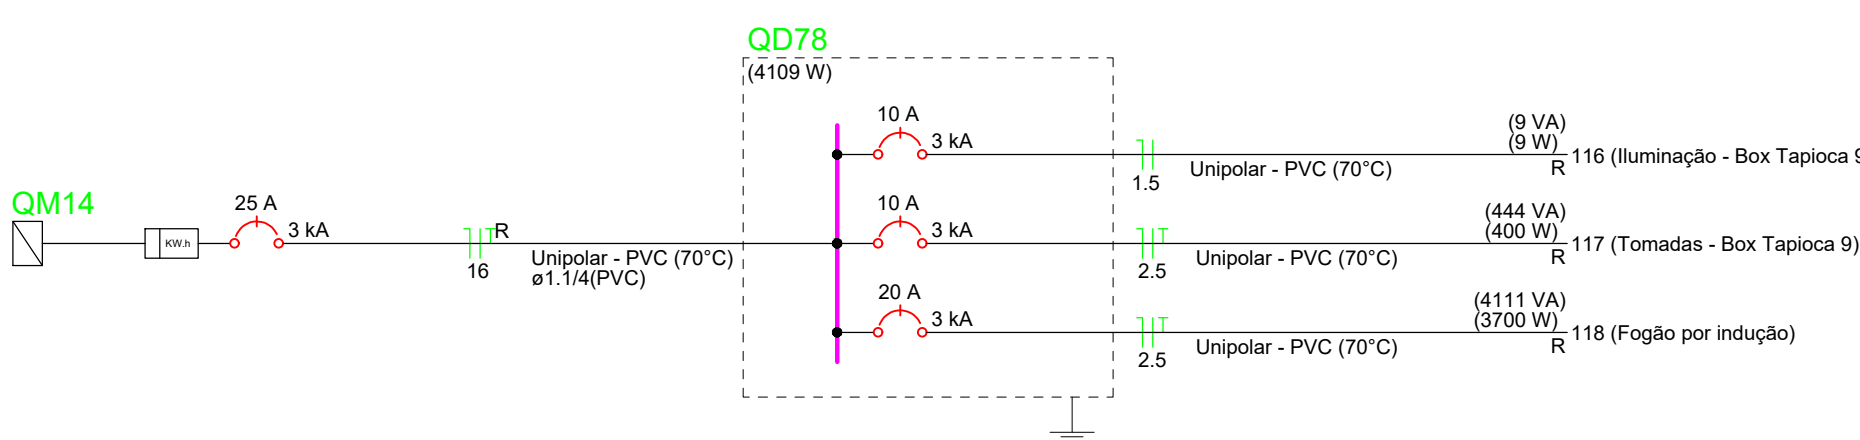 QD78
(4109 W)
10 A
3 kA
1.5
Unipolar - PVC (70°C)
(9 VA)
(9 W)
R
116 (Iluminação - Box Tapioca 9
QM14
KW.h
25 A
3 kA
16
R
Unipolar - PVC (70°C)
ø1.1/4(PVC)
10 A
3 kA
2.5
Unipolar - PVC (70°C)
(444 VA)
(400 W)
R
117 (Tomadas - Box Tapioca 9)
20 A
3 kA
2.5
Unipolar - PVC (70°C)
(4111 VA)
(3700 W)
R
118 (Fogão por indução)